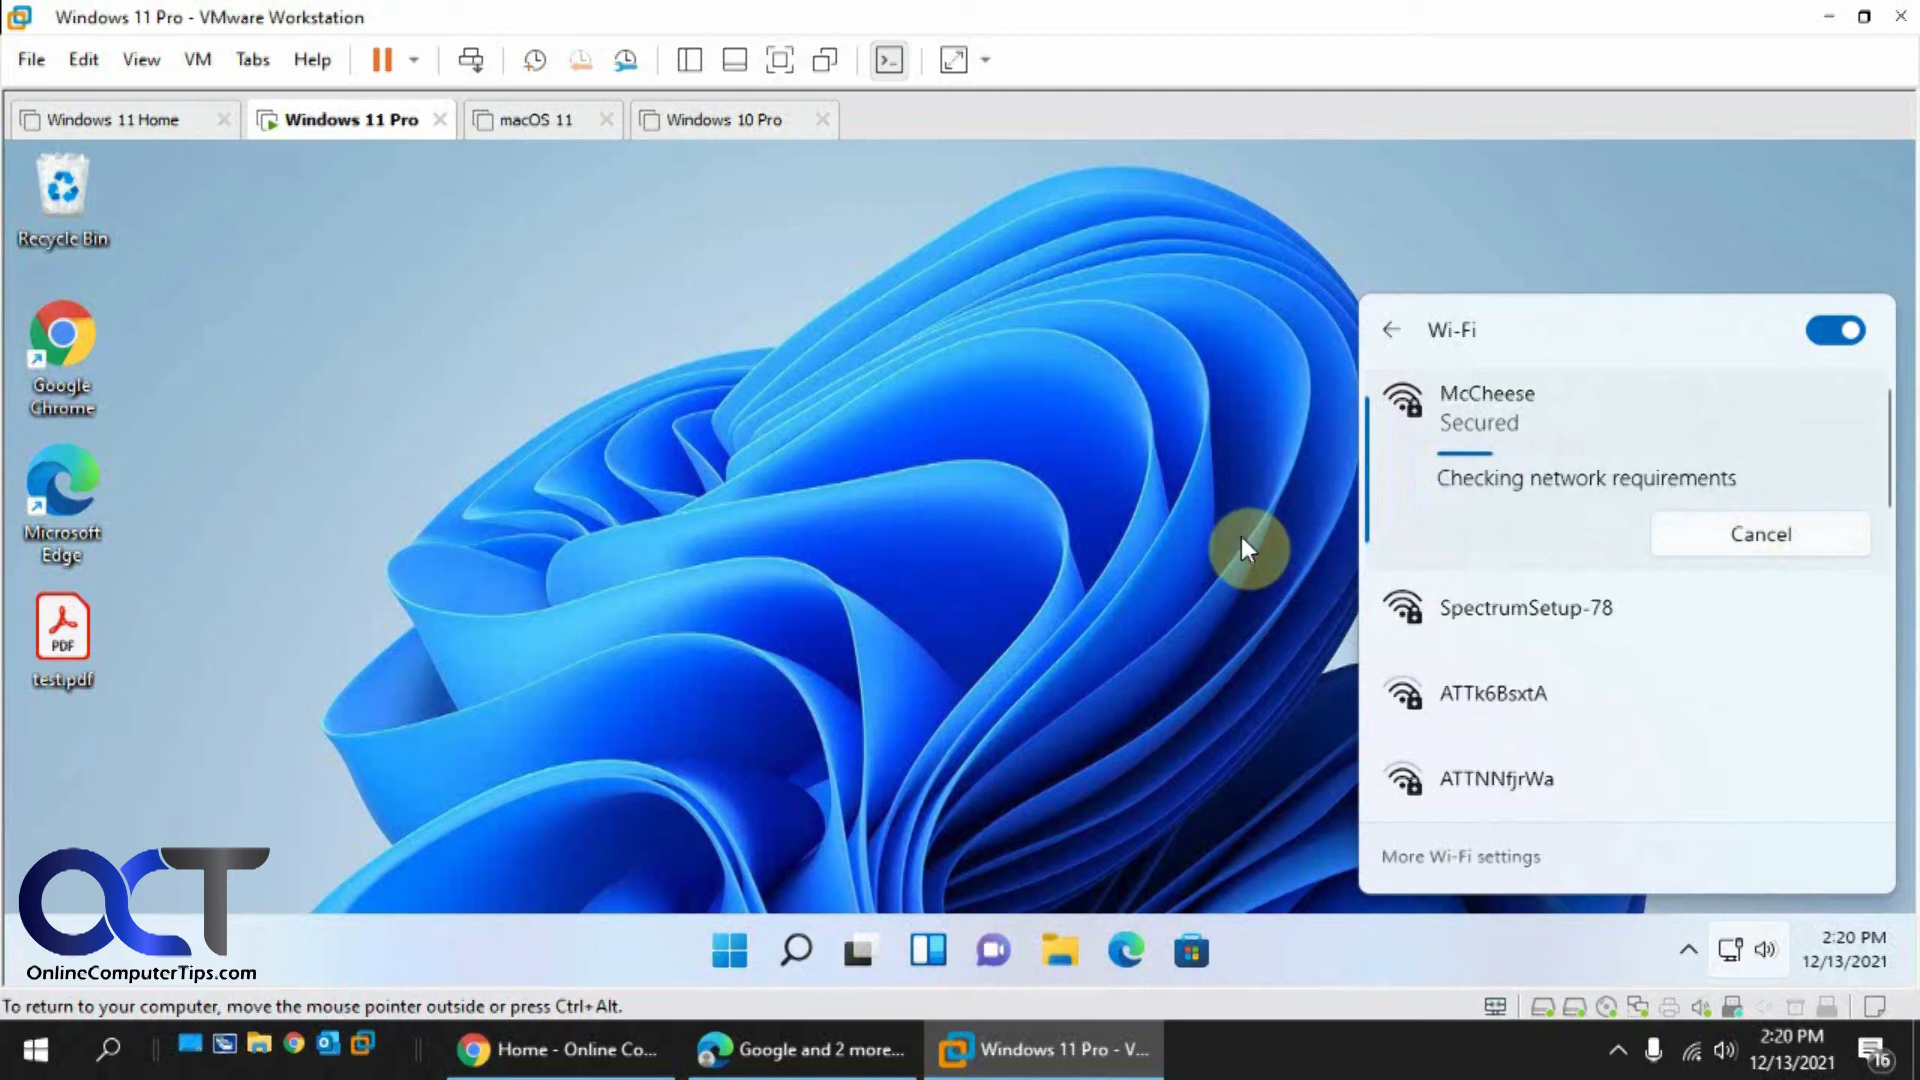 Windows 11 Pro - VMware Workstation
File Edit View VM Tabs Help
Windows 11 Home
Windows 11 Pro
macOS 11
Windows 10 Pro
Recycle Bin
Google
Chrome
Microsoft
Edge
PDF
test.pdf
Wi-Fi
McCheese
Secured
Checking network requirements
Cancel
SpectrumSetup-78
ATTk6BsxtA
ATTNNfjrWa
More Wi-Fi settings
OCT
OnlineComputerTips.com
2:20 PM
12/13/2021
To return to your computer, move the mouse pointer outside or press Ctrl+Alt.
Home - Online Co...
Google and 2 more...
Windows 11 Pro - V...
2:20 PM
12/13/2021
16